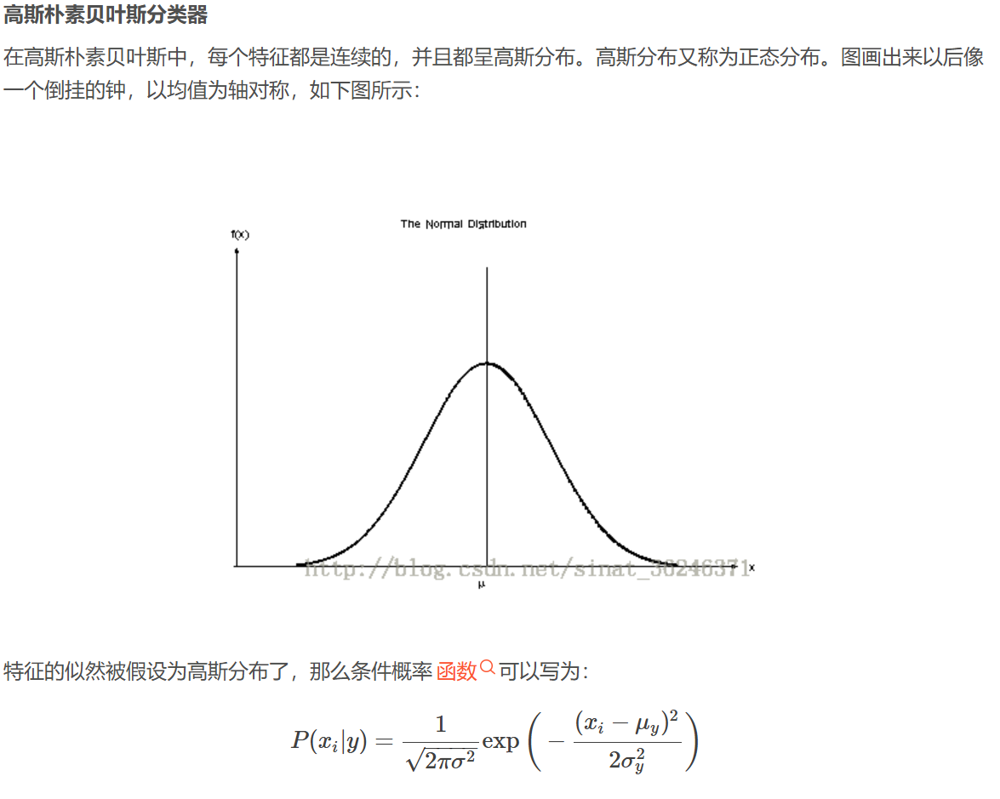 高斯朴素贝叶斯分类器
在高斯朴素贝叶斯中，每个特征都是连续的，并且都呈高斯分布。高斯分布又称为正态分布。图画出来以后像
一个倒挂的钟，以均值为轴对称，如下图所示：
The Normal Distribution
f(x)
http://blog.csdn.net/sinat_36246371
x
μ
特征的似然被假设为高斯分布了，那么条件概率 函数 可以写为：
P(x_i|y) = \frac{1}{\sqrt{2\pi\sigma^2}} \exp\left(-\frac{(x_i - \mu_y)^2}{2\sigma_y^2}\right)